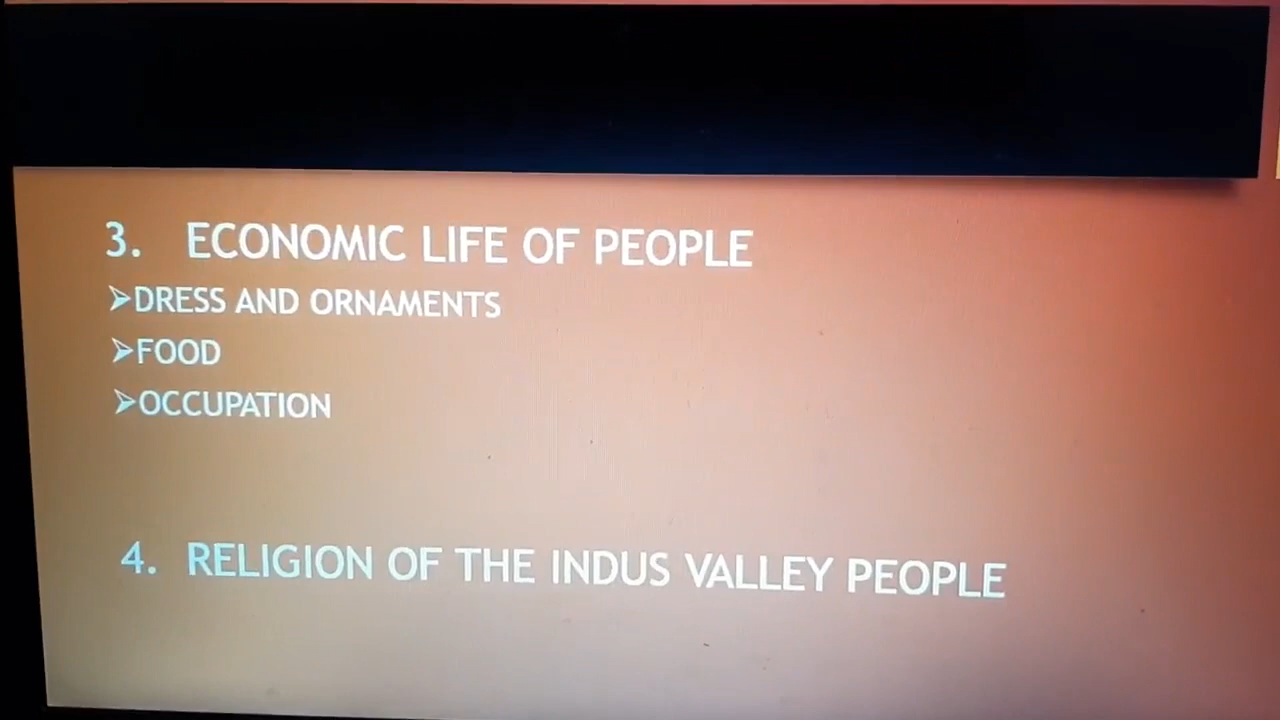 3. ECONOMIC LIFE OF PEOPLE
➢DRESS AND ORNAMENTS
➢FOOD
➢OCCUPATION
4. RELIGION OF THE INDUS VALLEY PEOPLE